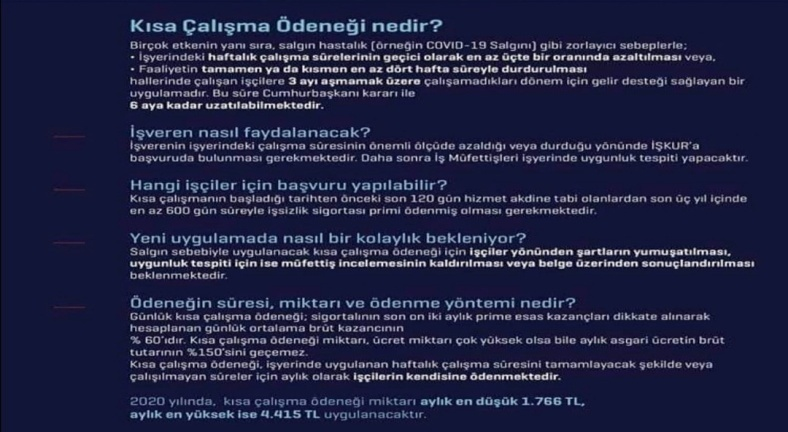 Kısa Çalışma Ödeneği nedir?
Birçok etkenin yanı sıra, salgın hastalık (örneğin COVID-19 Salgını) gibi zorlayıcı sebeplerle;
• İşyerindeki haftalık çalışma sürelerinin geçici olarak en az üçte bir oranında azaltılması veya,
• Faaliyetin tamamen ya da kısmen en az dört hafta süreyle durdurulması
hallerinde çalışan işçilere 3 ayı aşmamak üzere çalışamadıkları dönem için gelir desteği sağlayan bir
uygulamadır. Bu süre Cumhurbaşkanı kararı ile
6 aya kadar uzatılabilmektedir.
İşveren nasıl faydalanacak?
İşverenin işyerindeki çalışma süresinin önemli ölçüde azaldığı veya durduğu yönünde İŞKUR'a
başvuruda bulunması gerekmektedir. Daha sonra İş Müfettişleri işyerinde uygunluk tespiti yapacaktır.
Hangi işçiler için başvuru yapılabilir?
Kısa çalışmanın başladığı tarihten önceki son 120 gün hizmet akdine tabi olanlardan son üç yıl içinde
en az 600 gün süreyle işsizlik sigortası primi ödenmiş olması gerekmektedir.
Yeni uygulamada nasıl bir kolaylık bekleniyor?
Salgın sebebiyle uygulanacak kısa çalışma ödeneği için işçiler yönünden şartların yumuşatılması,
uygunluk tespiti için ise müfettiş incelemesinin kaldırılması veya belge üzerinden sonuçlandırılması
beklenmektedir.
Ödeneğin süresi, miktarı ve ödenme yöntemi nedir?
Günlük kısa çalışma ödeneği; sigortalının son on iki aylık prime esas kazançları dikkate alınarak
hesaplanan günlük ortalama brüt kazancının
% 60'ıdır. Kısa çalışma ödeneği miktarı, ücret miktarı çok yüksek olsa bile aylık asgari ücretin brüt
tutarının %150'sini geçemez.
Kısa çalışma ödeneği, işyerinde uygulanan haftalık çalışma süresini tamamlayacak şekilde veya
çalışılmayan süreler için aylık olarak işçilerin kendisine ödenmektedir.
2020 yılında, kısa çalışma ödeneği miktarı aylık en düşük 1.766 TL,
aylık en yüksek ise 4.415 TL uygulanacaktır.